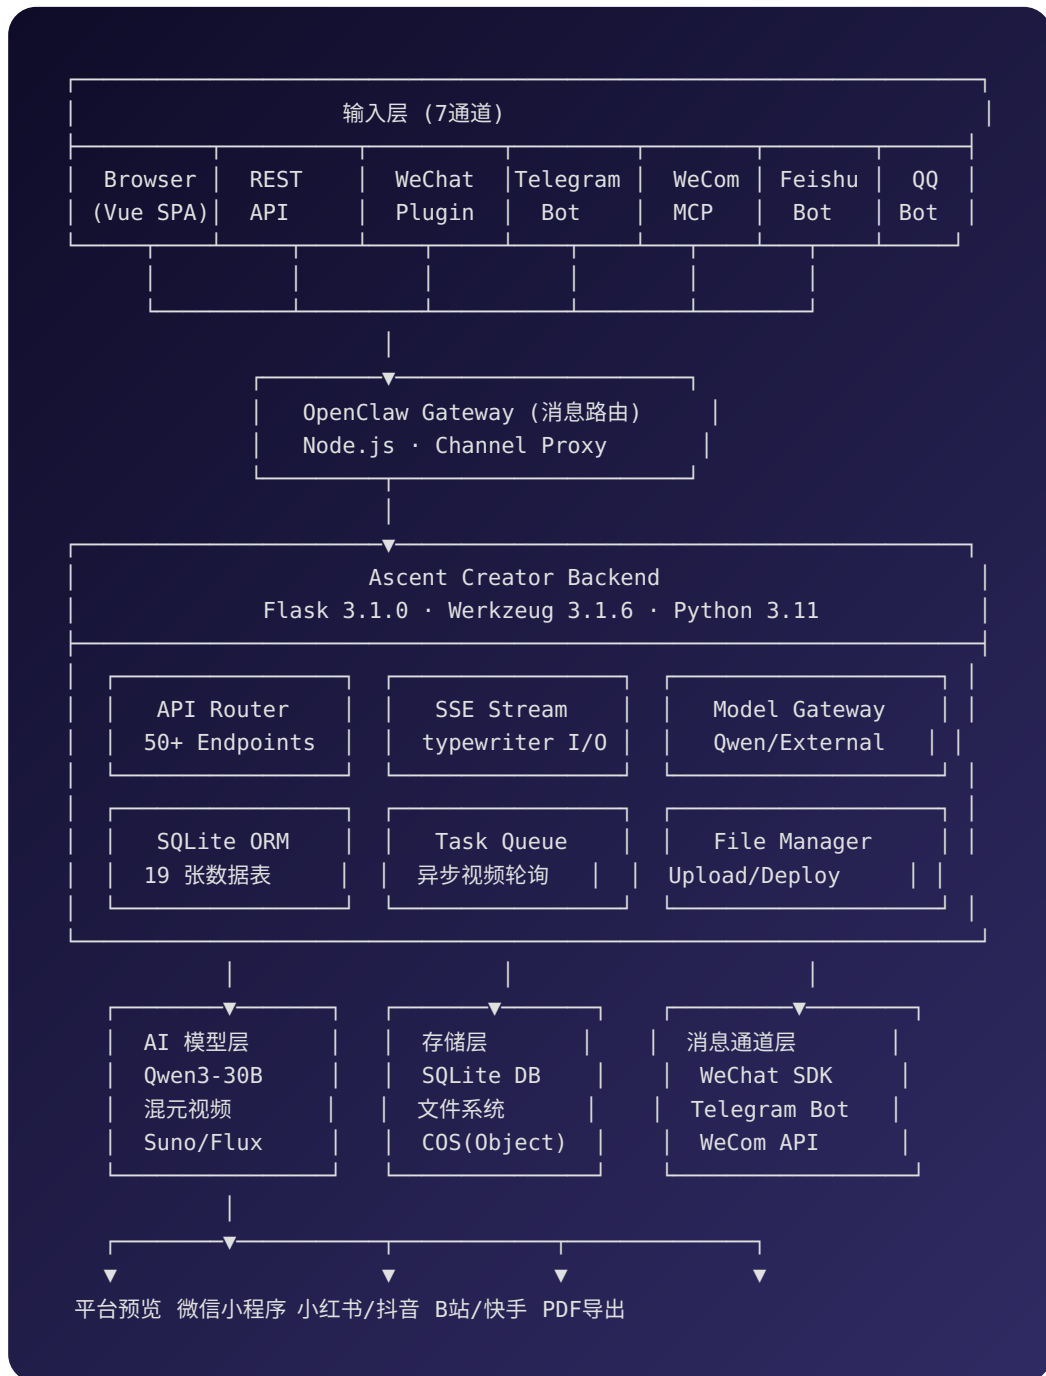 输入层 (7通道)
Browser REST WeChat Telegram WeCom Feishu QQ
(Vue SPA) API Plugin Bot MCP Bot Bot
OpenClaw Gateway (消息路由)
Node.js · Channel Proxy
Ascent Creator Backend
Flask 3.1.0 · Werkzeug 3.1.6 · Python 3.11
API Router SSE Stream Model Gateway
50+ Endpoints typewriter I/O Qwen/External
SQLite ORM Task Queue File Manager
19 张数据表 异步视频轮询 Upload/Deploy
AI 模型层 存储层 消息通道层
Qwen3-30B SQLite DB WeChat SDK
混元视频 文件系统 Telegram Bot
Suno/Flux COS(Object) WeCom API
平台预览 微信小程序 小红书/抖音 B站/快手 PDF导出